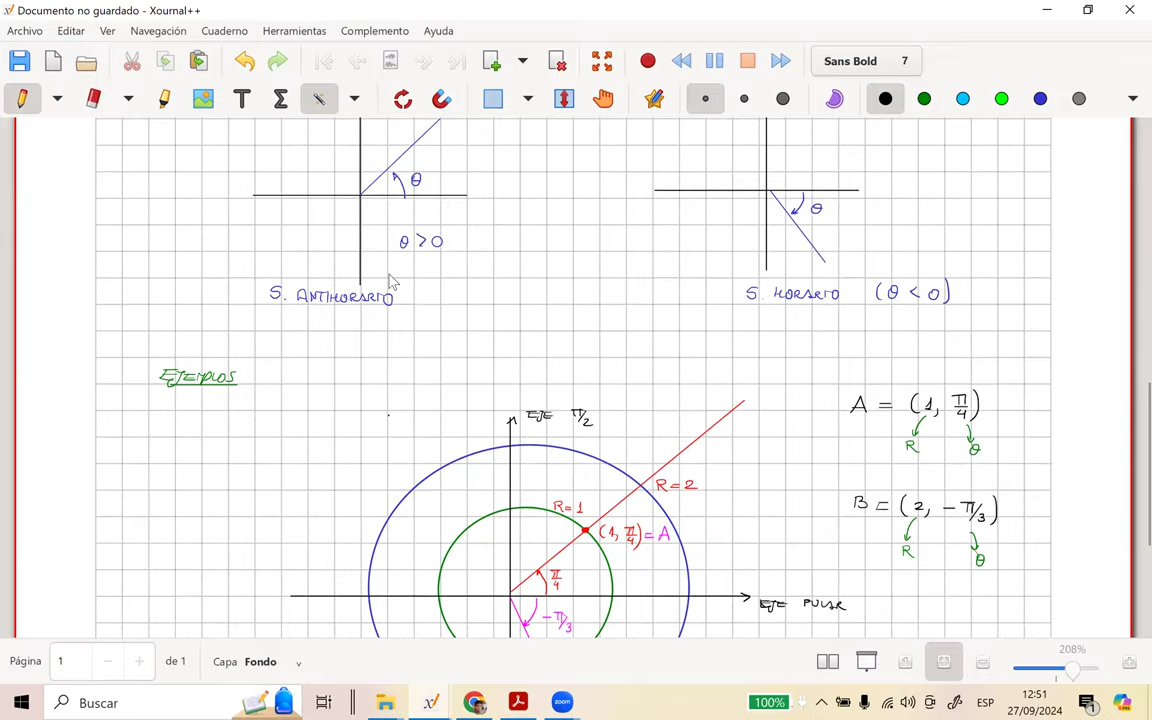 Documento no guardado - Xournal++
Archivo Editar Ver Navegación Cuaderno Herramientas Complemento Ayuda
Sans Bold 7
θ
θ > 0
S. ANTIHORARIO
θ
S. HORARIO (θ < 0)
EJEMPLOS
EJE π/2
R=2
R=1
(1, π/4) = A
π/4
-π/3
EJE POLAR
A = (1, π/4)
R θ
B = (2, -π/3)
R θ
Página 1 de 1 Capa Fondo 208%
Buscar
100% ESP 12:51
27/09/2024
1